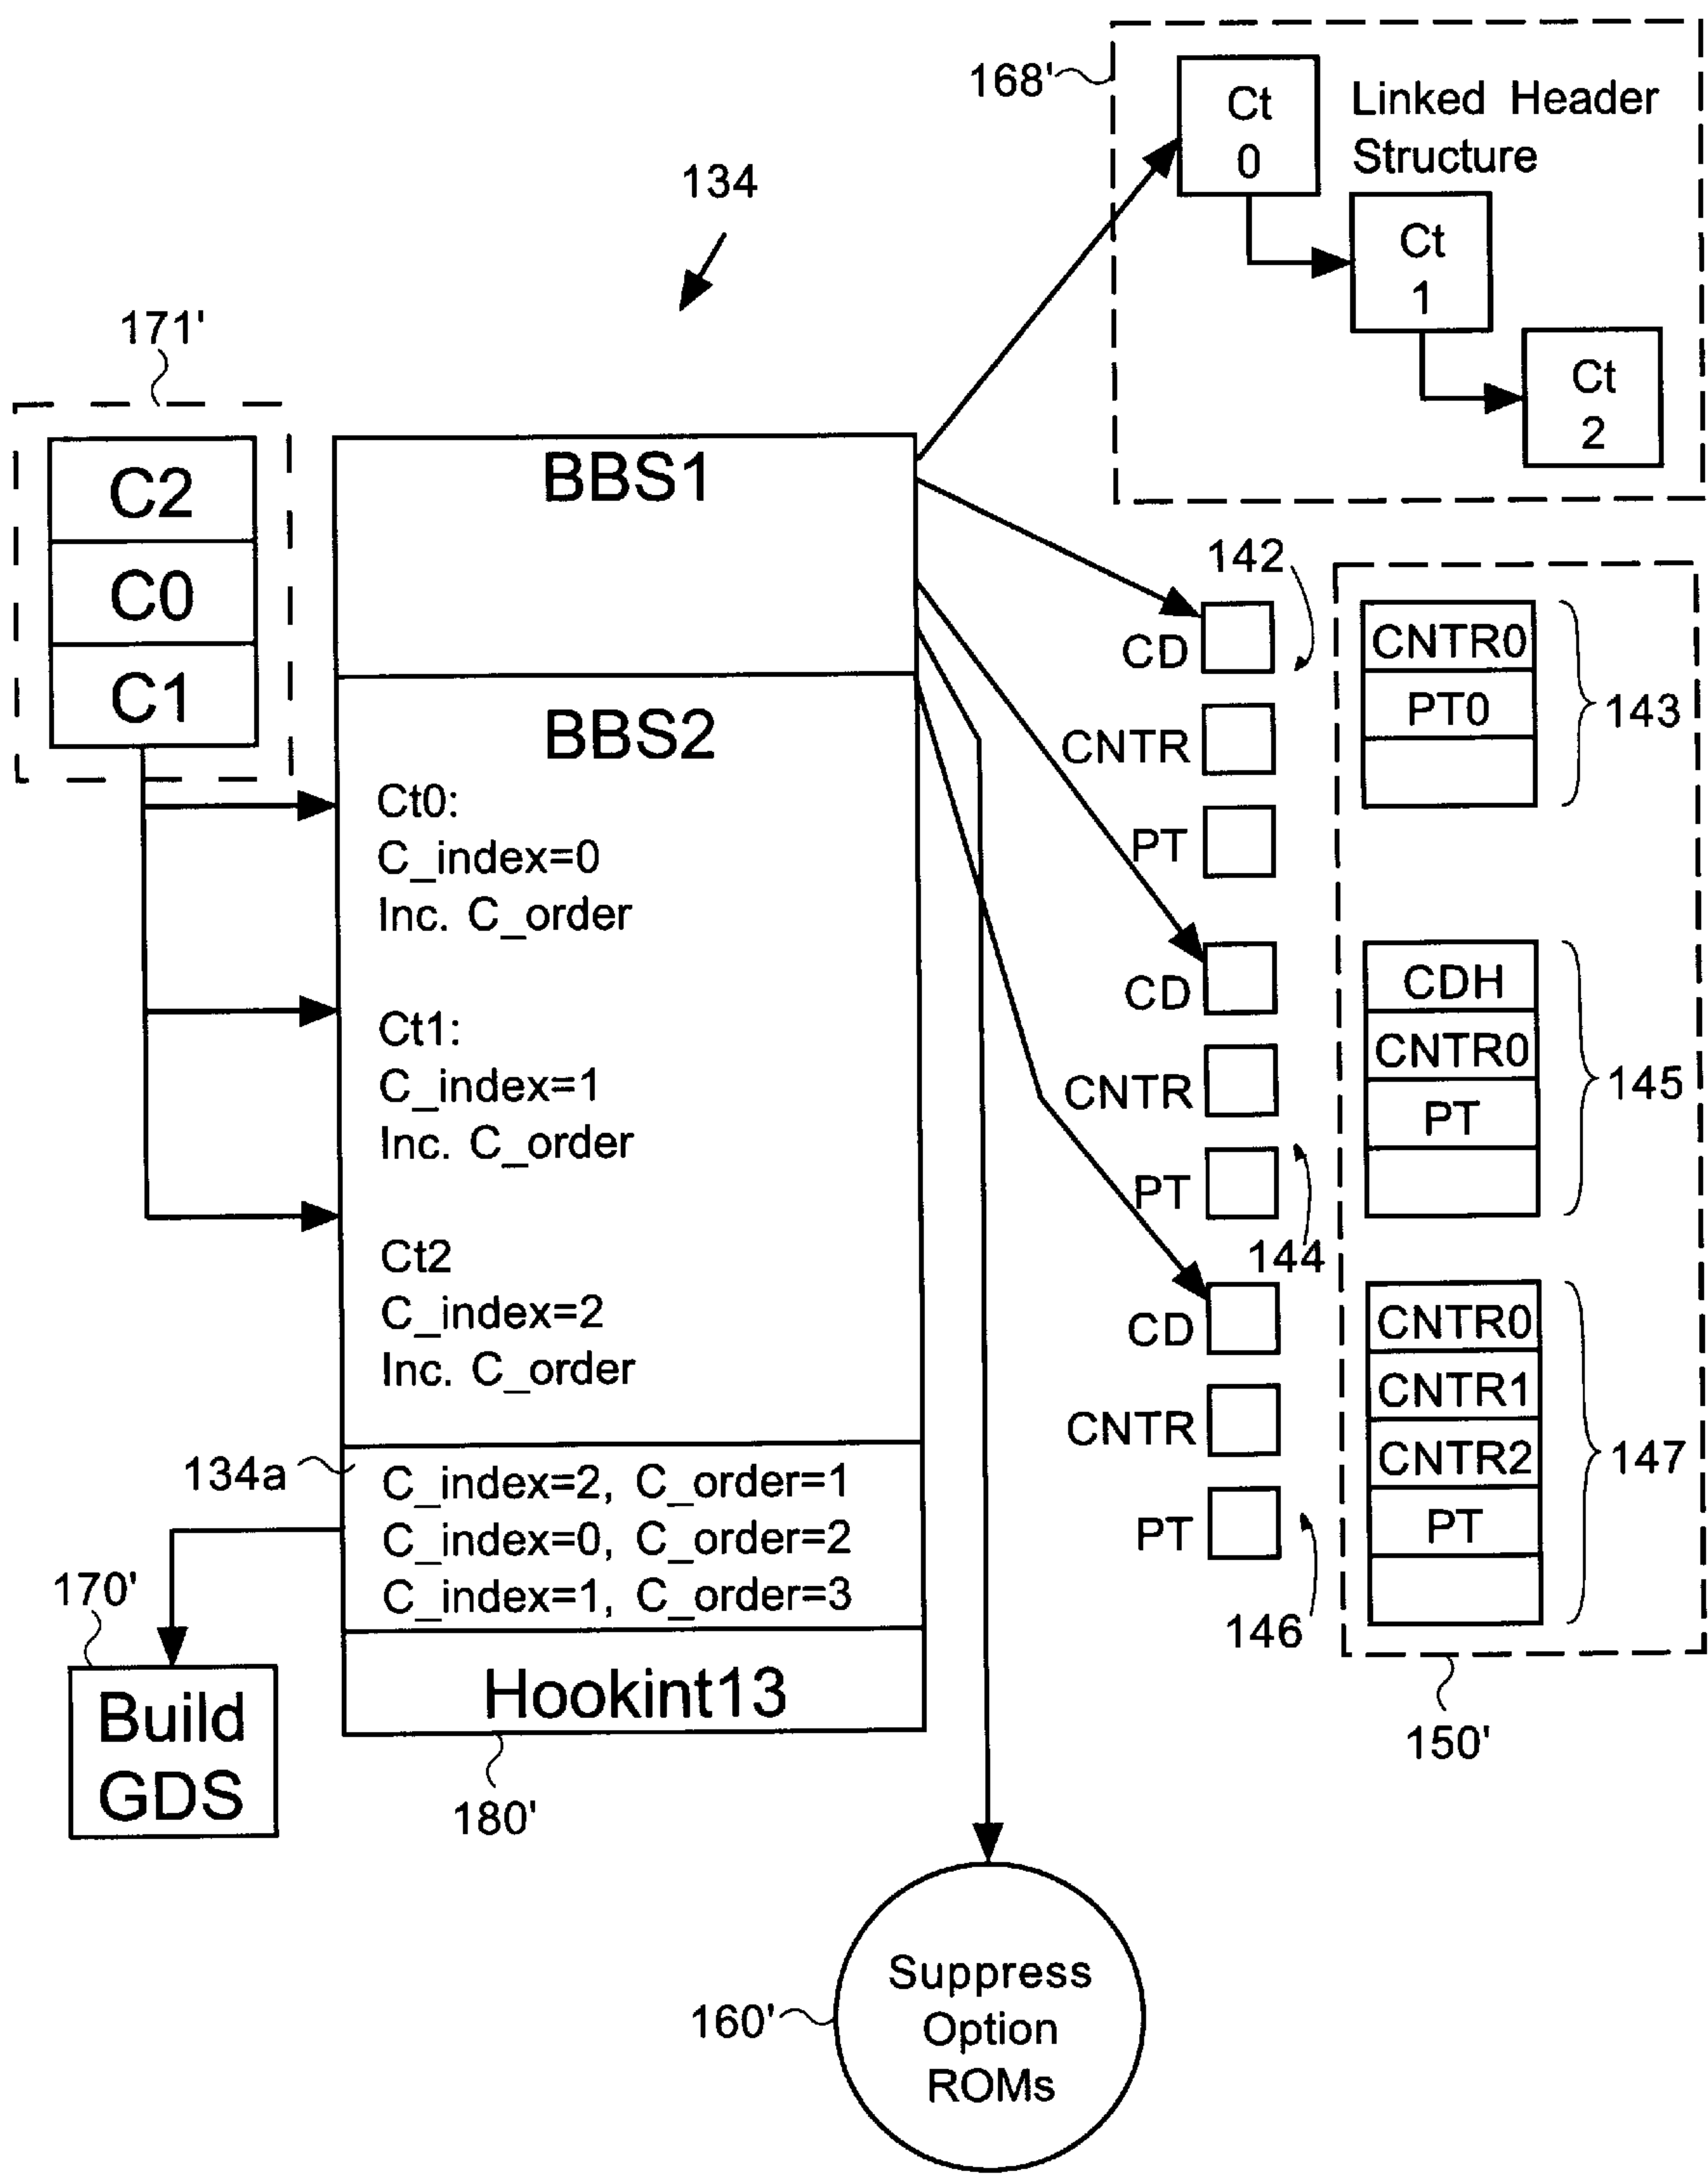 168'
Ct
0
Linked Header
Structure
Ct
1
Ct
2
134
171'
C2
C0
C1
BBS1
BBS2
Ct0:
C_index=0
Inc. C_order
Ct1:
C_index=1
Inc. C_order
Ct2
C_index=2
Inc. C_order
134a
C_index=2, C_order=1
C_index=0, C_order=2
C_index=1, C_order=3
Hookint13
180'
170'
Build
GDS
142
CD
CNTR
PT
CD
CNTR
PT
144
CD
CNTR
PT
146
CNTR0
PT0
143
CDH
CNTR0
PT
145
CNTR0
CNTR1
CNTR2
PT
147
150'
160'
Suppress
Option
ROMs